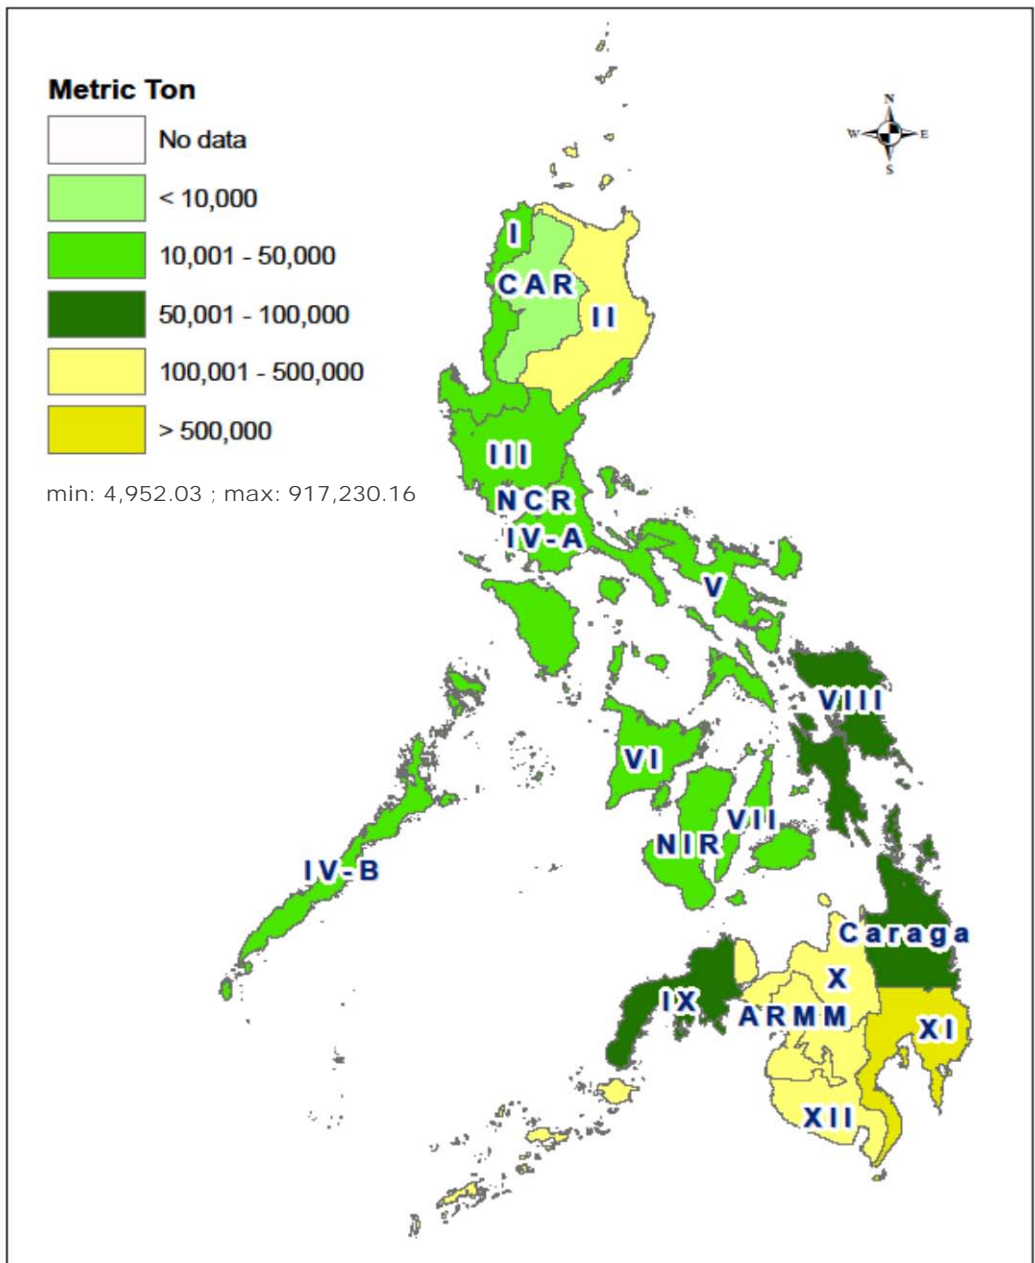 Metric Ton
No data
< 10,000
10,001 - 50,000
50,001 - 100,000
100,001 - 500,000
> 500,000
min: 4,952.03 ; max: 917,230.16
N
W E
S
I
CAR
II
III
NCR
IV-A
V
VIII
VI
VII
NIR
IV-B
Caraga
X
IX
ARMM
XI
XII